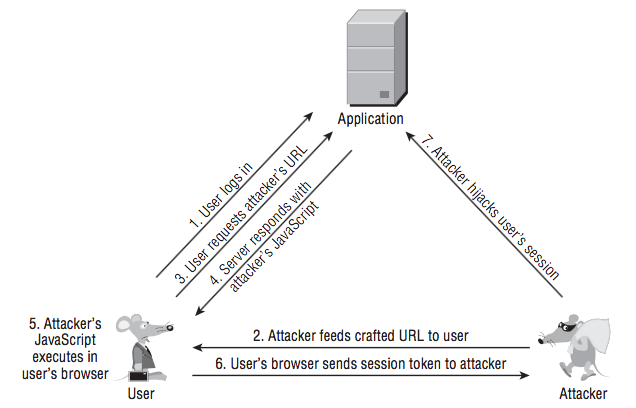 Application
1. User logs in
3. User requests attacker's URL
4. Server responds with
attacker's JavaScript
7. Attacker hijacks user's session
5. Attacker's
JavaScript
executes in
user's browser
2. Attacker feeds crafted URL to user
6. User's browser sends session token to attacker
User
Attacker